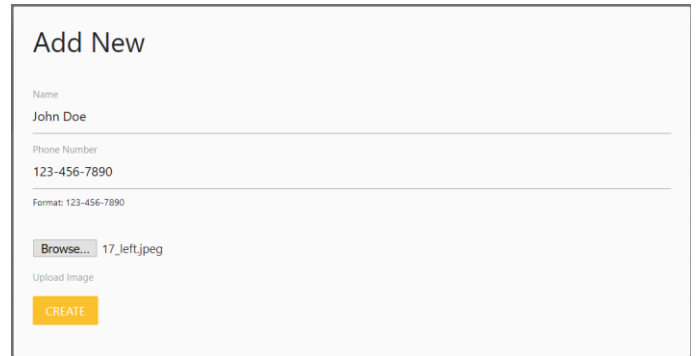 Add New
Name
John Doe
Phone Number
123-456-7890
Format: 123-456-7890
Browse... 17_left.jpeg
Upload Image
CREATE